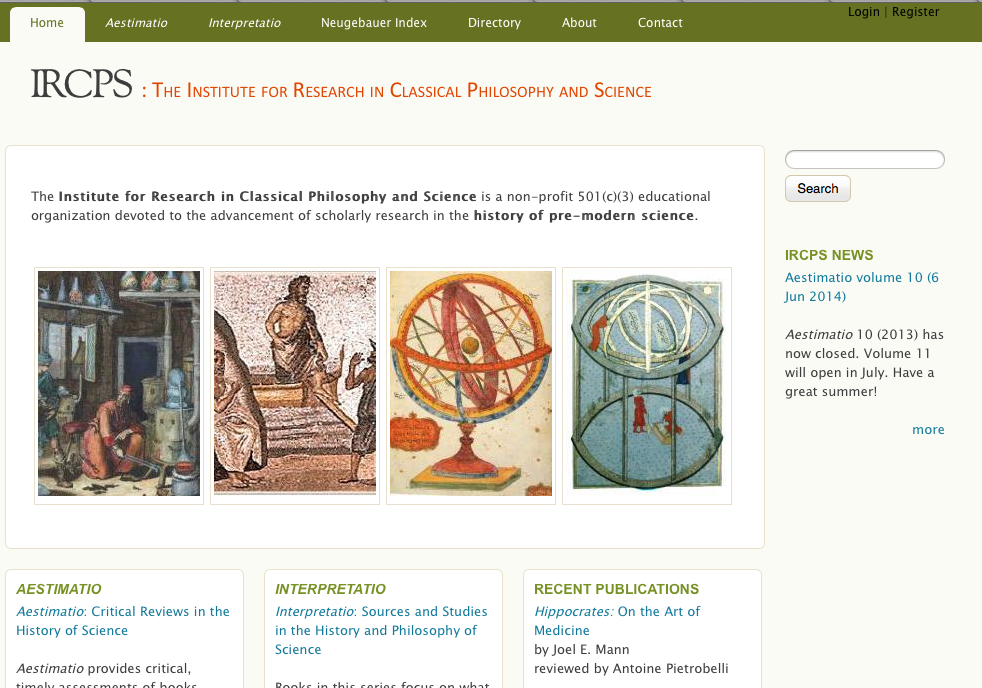 Home Aestimatio Interpretatio Neugebauer Index Directory About Contact
Login | Register
IRCPS : The Institute for Research in Classical Philosophy and Science
The Institute for Research in Classical Philosophy and Science is a non-profit 501(c)(3) educational
organization devoted to the advancement of scholarly research in the history of pre-modern science.
Search
IRCPS NEWS
Aestimatio volume 10 (6
Jun 2014)
Aestimatio 10 (2013) has
now closed. Volume 11
will open in July. Have a
great summer!
more
AESTIMATIO
Aestimatio: Critical Reviews in the
History of Science
Aestimatio provides critical,
timely assessments of books
INTERPRETATIO
Interpretatio: Sources and Studies
in the History and Philosophy of
Science
Books in this series focus on what
RECENT PUBLICATIONS
Hippocrates: On the Art of
Medicine
by Joel E. Mann
reviewed by Antoine Pietrobelli